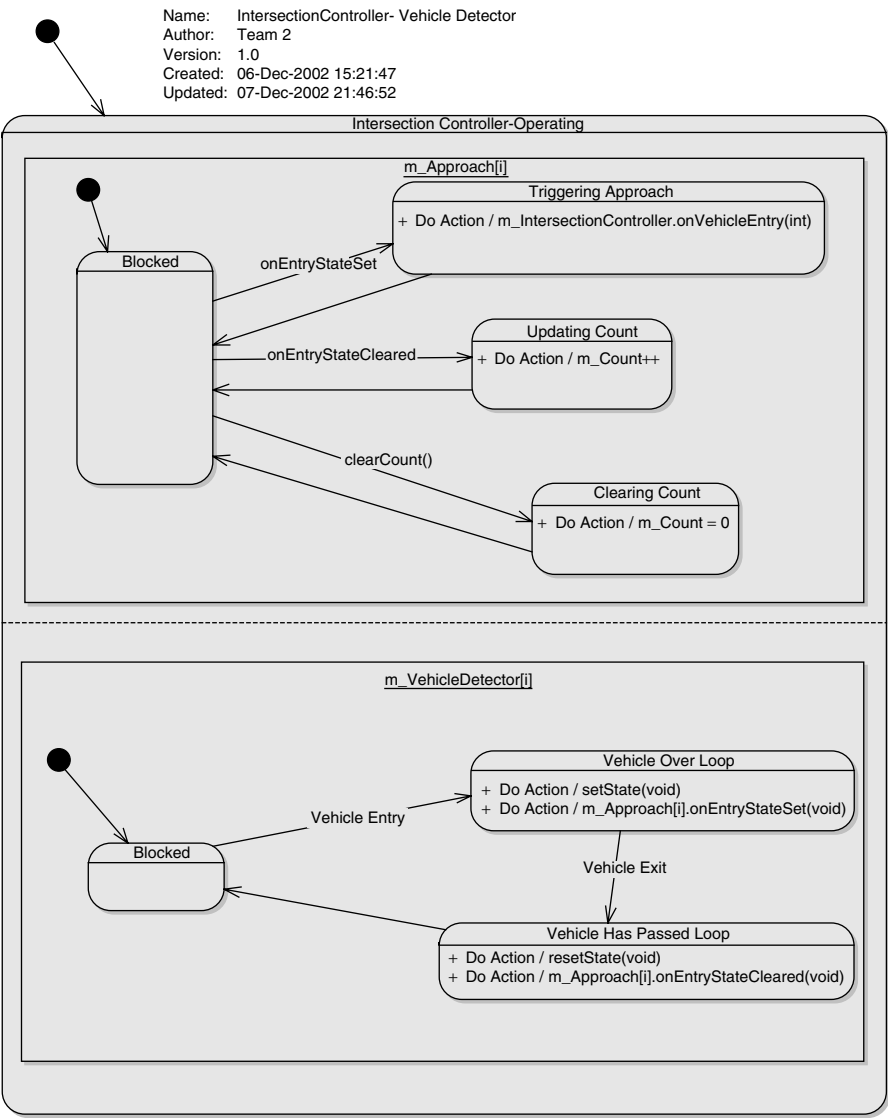 Name: IntersectionController- Vehicle Detector
Author: Team 2
Version: 1.0
Created: 06-Dec-2002 15:21:47
Updated: 07-Dec-2002 21:46:52
Intersection Controller-Operating
m_Approach[i]
Triggering Approach
+ Do Action / m_IntersectionController.onVehicleEntry(int)
Blocked
onEntryStateSet
Updating Count
onEntryStateCleared
+ Do Action / m_Count++
clearCount()
Clearing Count
+ Do Action / m_Count = 0
m_VehicleDetector[i]
Vehicle Over Loop
+ Do Action / setState(void)
+ Do Action / m_Approach[i].onEntryStateSet(void)
Vehicle Entry
Blocked
Vehicle Exit
Vehicle Has Passed Loop
+ Do Action / resetState(void)
+ Do Action / m_Approach[i].onEntryStateCleared(void)